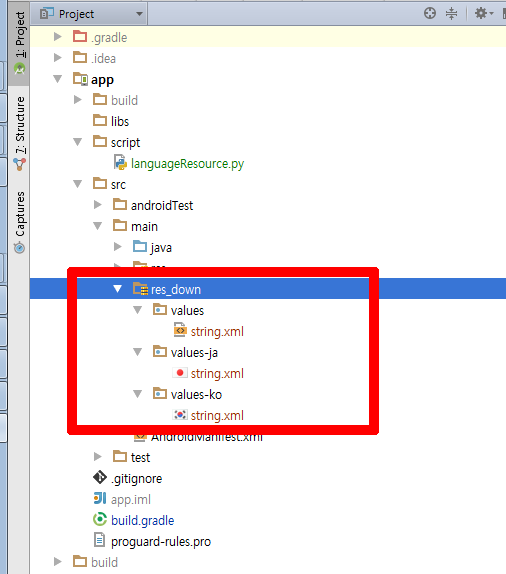 Project
1: Project
7: Structure
Captures
.gradle
.idea
app
build
libs
script
languageResource.py
src
androidTest
main
java
res_down
values
string.xml
values-ja
string.xml
values-ko
string.xml
AndroidManifest.xml
test
.gitignore
app.iml
build.gradle
proguard-rules.pro
build